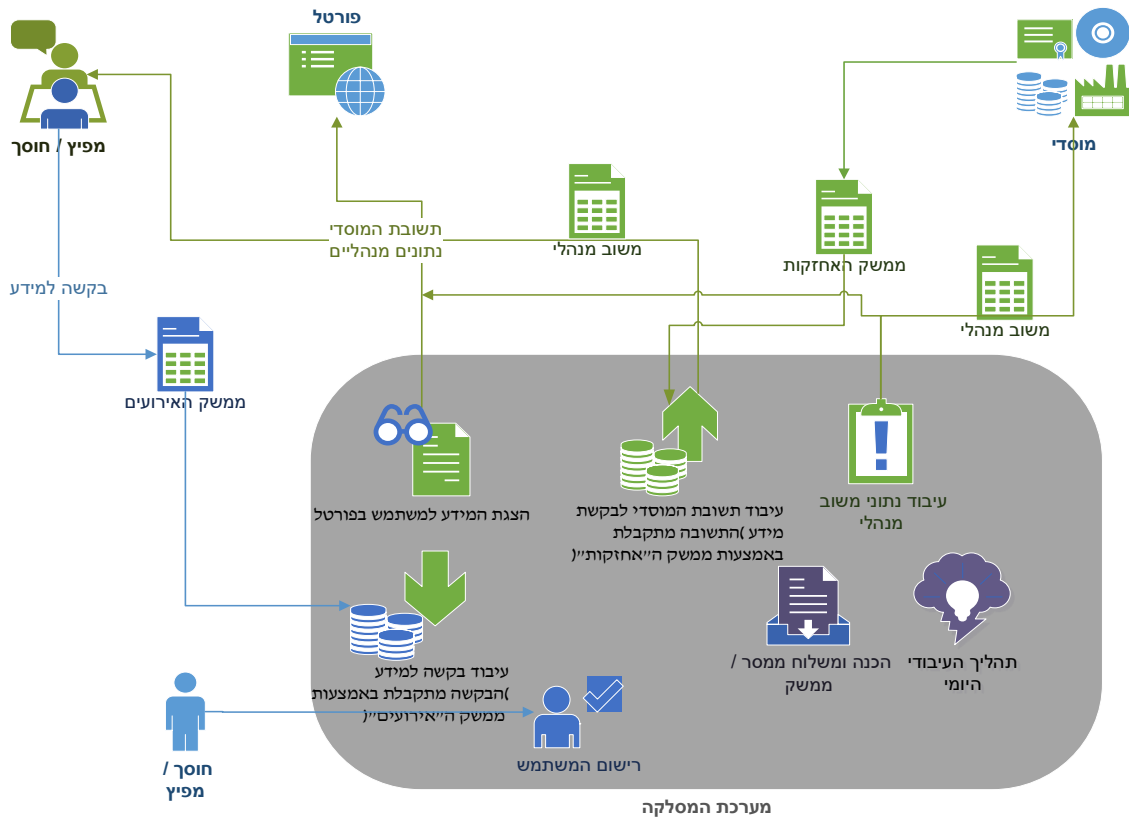 פורטל
מפיץ / חוסך
מוסדי
תשובת המוסדי
נתונים מנהליים
משוב מנהלי
ממשק האחזקות
בקשה למידע
משוב מנהלי
ממשק האירועים
הצגת המידע למשתמש בפורטל
עיבוד תשובת המוסדי לבקשת
מידע )התשובה מתקבלת
באמצעות ממשק ה״אחזקות״(
עיבוד נתוני משוב
מנהלי
עיבוד בקשה למידע
)הבקשה מתקבלת באמצעות
ממשק ה״אירועים״(
הכנה ומשלוח ממסר /
ממשק
תהליך העיבודי
היומי
רישום המשתמש
חוסך /
מפיץ
מערכת המסלקה